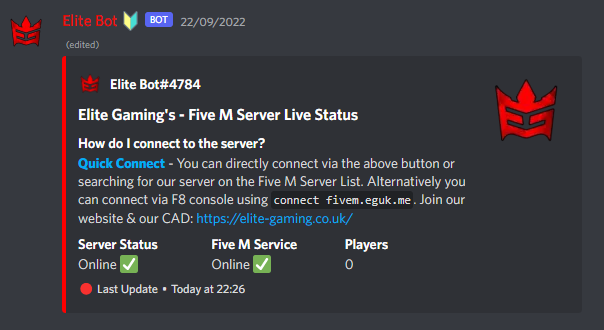 Elite Bot BOT 22/09/2022
(edited)
Elite Bot#4784
Elite Gaming's - Five M Server Live Status
How do I connect to the server?
Quick Connect - You can directly connect via the above button or
searching for our server on the Five M Server List. Alternatively you
can connect via F8 console using connect fivem.eguk.me. Join our
website & our CAD: https://elite-gaming.co.uk/
Server Status Five M Service Players
Online ✅ Online ✅ 0
Last Update • Today at 22:26